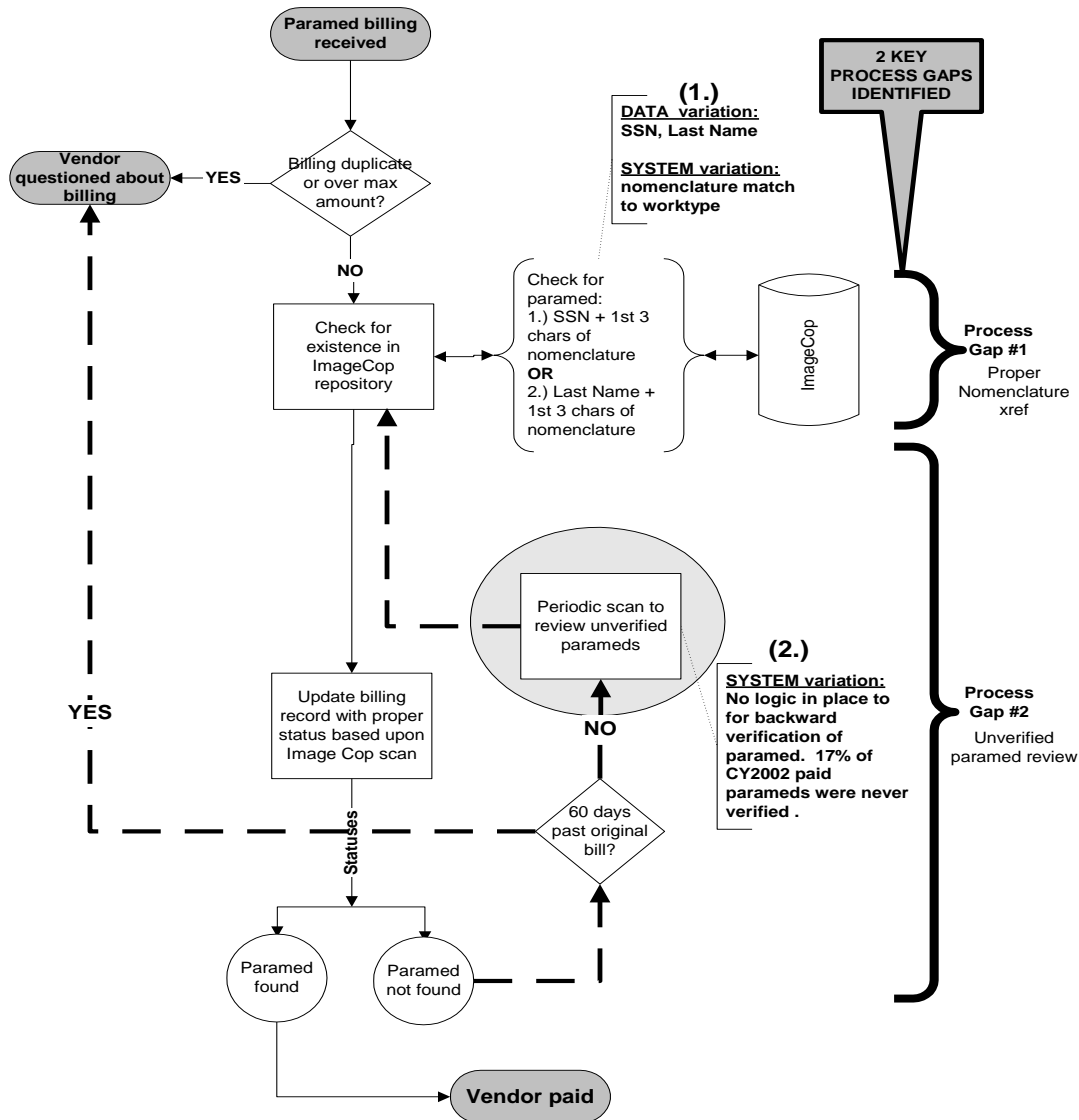 Paramed billing
received
2 KEY
PROCESS GAPS
IDENTIFIED
(1.)
DATA variation:
SSN, Last Name
SYSTEM variation:
nomenclature match
to worktype
Billing duplicate
or over max
amount?
YES
Vendor
questioned about
billing
NO
Check for
existence in
ImageCop
repository
Check for
paramed:
1.) SSN + 1st 3
chars of
nomenclature
OR
2.) Last Name +
1st 3 chars of
nomenclature
ImageCop
Process
Gap #1
Proper
Nomenclature
xref
Periodic scan to
review unverified
parameds
(2.)
SYSTEM variation:
No logic in place to
for backward
verification of
paramed. 17% of
CY2002 paid
parameds were never
verified .
Process
Gap #2
Unverified
paramed review
YES
Update billing
record with proper
status based upon
Image Cop scan
NO
60 days
past original
bill?
Statuses
Paramed
found
Paramed
not found
Vendor paid